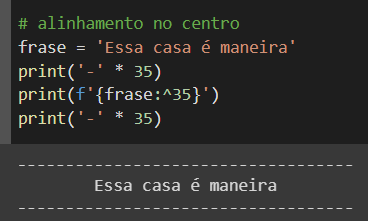 # alinhamento no centro
frase = 'Essa casa é maneira'
print('-' * 35)
print(f'{frase:^35}')
print('-' * 35)
-----------------------------------
        Essa casa é maneira
-----------------------------------